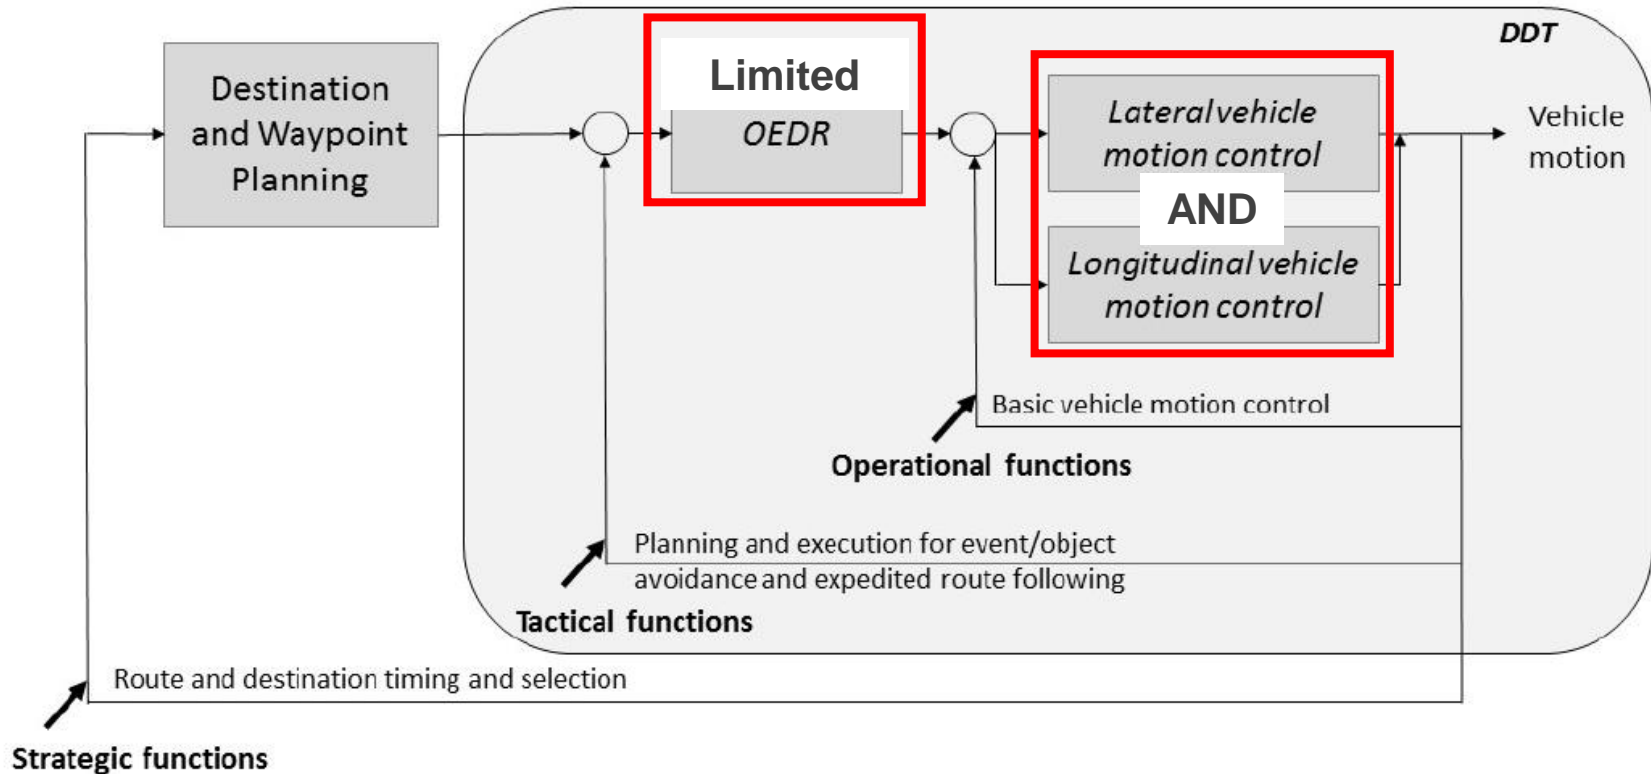 DDT
Destination
and Waypoint
Planning
Limited
OEDR
Lateral vehicle
motion control
AND
Longitudinal vehicle
motion control
Vehicle
motion
Basic vehicle motion control
Operational functions
Planning and execution for event/object
avoidance and expedited route following
Tactical functions
Route and destination timing and selection
Strategic functions